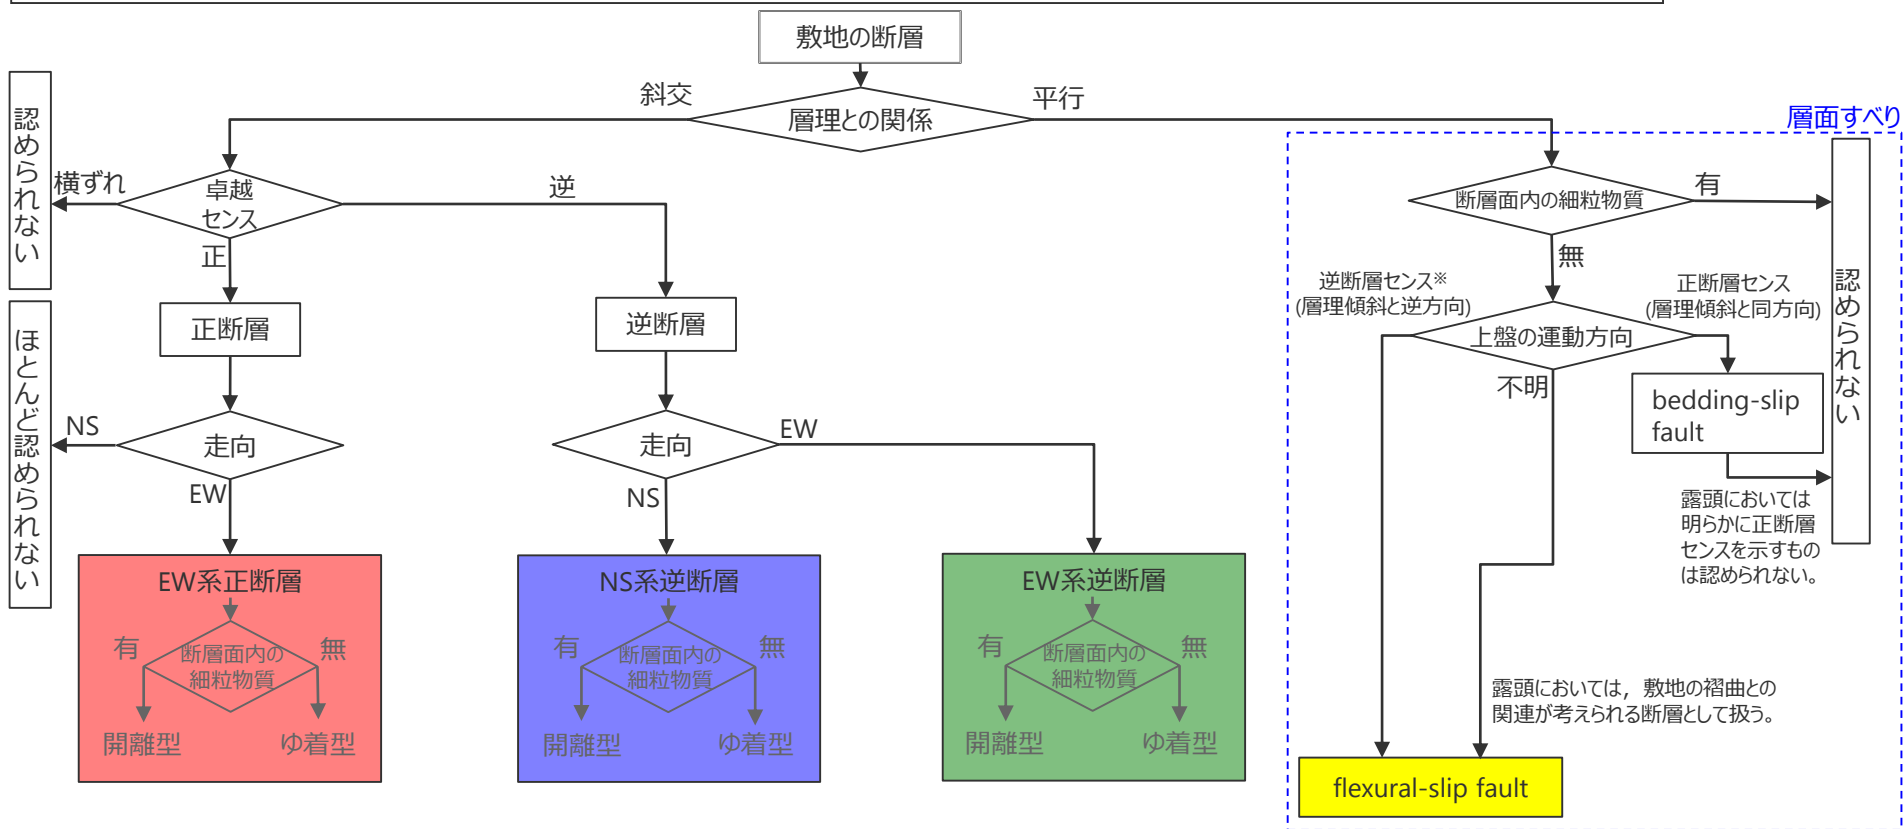 敷地の断層
層理との関係
斜交
平行
層面すべり
認められない
横ずれ
卓越
センス
逆
正
断層面内の細粒物質
有
無
逆断層センス※
(層理傾斜と逆方向)
正断層センス
(層理傾斜と同方向)
認められない
ほとんど認められない
正断層
逆断層
上盤の運動方向
不明
bedding-slip
fault
NS
走向
EW
走向
EW
NS
露頭においては
明らかに正断層
センスを示すもの
は認められない。
EW系正断層
有
断層面内の
細粒物質
無
開離型
ゆ着型
NS系逆断層
有
断層面内の
細粒物質
無
開離型
ゆ着型
EW系逆断層
有
断層面内の
細粒物質
無
開離型
ゆ着型
露頭においては，敷地の褶曲との
関連が考えられる断層として扱う。
flexural-slip fault